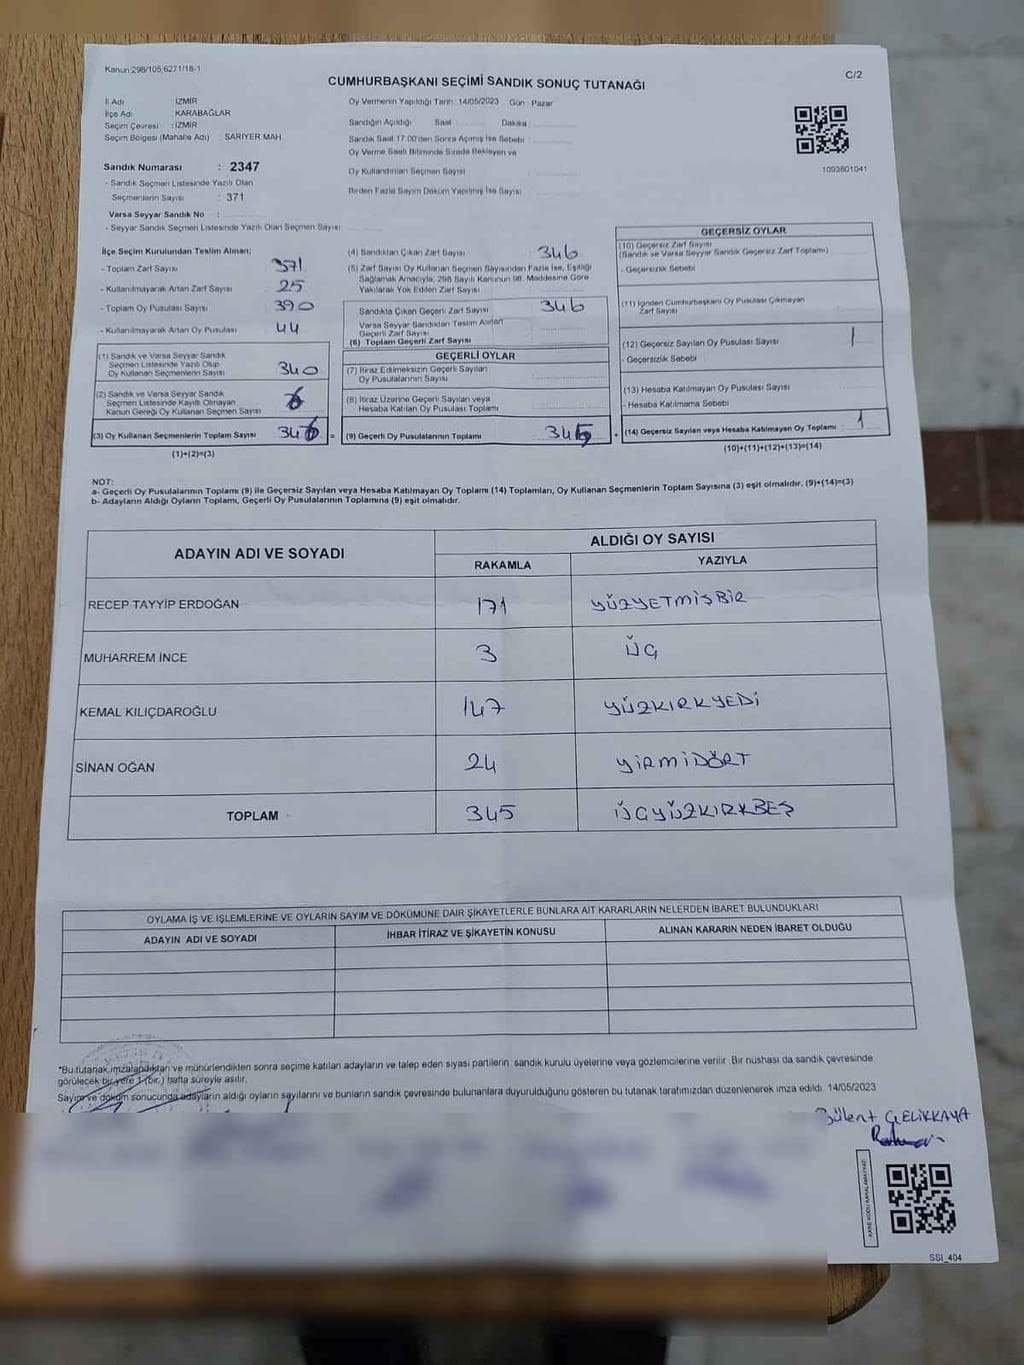 Kanun:298/105;6271/18-1
C/2
CUMHURBAŞKANI SEÇİMİ SANDIK SONUÇ TUTANAĞI
İl Adı : İZMİR
İlçe Adı : KARABAĞLAR
Seçim Çevresi : İZMİR
Seçim Bölgesi (Mahalle Adı) : SARIYER MAH.
Sandık Numarası : 2347
- Sandık Seçmen Listesinde Yazılı Olan
Seçmenlerin Sayısı : 371
Varsa Seyyar Sandık No :
- Seyyar Sandık Seçmen Listesinde Yazılı Olan Seçmen Sayısı
Oy Vermenin Yapıldığı Tarih: 14/05/2023 Gün : Pazar
Sandığın Açıldığı Saat Dakika
Sandık Saat 17.00'den Sonra Açılmış İse Sebebi :
Oy Verme Saati Bitiminde Sırada Bekleyen ve
Oy Kullandırılan Seçmen Sayısı :
Birden Fazla Sayım Döküm Yapılmış İse Sayısı :
1093801041
İlçe Seçim Kurulundan Teslim Alınan;
- Toplam Zarf Sayısı 371
- Kullanılmayarak Artan Zarf Sayısı 25
- Toplam Oy Pusulası Sayısı 390
- Kullanılmayarak Artan Oy Pusulası 44
(1) Sandık ve Varsa Seyyar Sandık
Seçmen Listesinde Yazılı Olup
Oy Kullanan Seçmenlerin Sayısı 340
(2) Sandık ve Varsa Seyyar Sandık
Seçmen Listesinde Kayıtlı Olmayan
Kanun Gereği Oy Kullanan Seçmen Sayısı 6
(3) Oy Kullanan Seçmenlerin Toplam Sayısı 346 =
(1)+(2)=(3)
(4) Sandıktan Çıkan Zarf Sayısı 346
(5) Zarf Sayısı Oy Kullanan Seçmen Sayısından Fazla İse, Eşitliği
Sağlamak Amacıyla, 298 Sayılı Kanunun 98. Maddesine Göre
Yakılarak Yok Edilen Zarf Sayısı
Sandıkta Çıkan Geçerli Zarf Sayısı 346
Varsa Seyyar Sandıktan Teslim Alınan
Geçerli Zarf Sayısı
(6) Toplam Geçerli Zarf Sayısı
GEÇERLİ OYLAR
(7) İtiraz Edilmeksizin Geçerli Sayılan
Oy Pusulalarının Sayısı
(8) İtiraz Üzerine Geçerli Sayılan veya
Hesaba Katılan Oy Pusulası Toplamı
(9) Geçerli Oy Pusulalarının Toplamı 345 +
GEÇERSİZ OYLAR
(10) Geçersiz Zarf Sayısı
(Sandık ve Varsa Seyyar Sandık Geçersiz Zarf Toplamı)
- Geçersizlik Sebebi
(11) İçinden Cumhurbaşkanı Oy Pusulası Çıkmayan
Zarf Sayısı
(12) Geçersiz Sayılan Oy Pusulası Sayısı 1
- Geçersizlik Sebebi
(13) Hesaba Katılmayan Oy Pusulası Sayısı
- Hesaba Katılmama Sebebi
(14) Geçersiz Sayılan veya Hesaba Katılmayan Oy Toplamı : 1
(10)+(11)+(12)+(13)=(14)
NOT:
a- Geçerli Oy Pusulalarının Toplamı (9) ile Geçersiz Sayılan veya Hesaba Katılmayan Oy Toplamı (14) Toplamları, Oy Kullanan Seçmenlerin Toplam Sayısına (3) eşit olmalıdır. (9)+(14)=(3)
b- Adayların Aldığı Oyların Toplamı, Geçerli Oy Pusulalarının Toplamına (9) eşit olmalıdır.
ADAYIN ADI VE SOYADI ALDIĞI OY SAYISI
RAKAMLA YAZIYLA
RECEP TAYYİP ERDOĞAN 171 YÜZYETMİŞBİR
MUHARREM İNCE 3 ÜÇ
KEMAL KILIÇDAROĞLU 147 YÜZKIRKYEDİ
SİNAN OĞAN 24 YİRMİDÖRT
TOPLAM 345 ÜÇYÜZKIRKBEŞ
OYLAMA İŞ VE İŞLEMLERİNE VE OYLARIN SAYIM VE DÖKÜMÜNE DAİR ŞİKAYETLERLE BUNLARA AİT KARARLARIN NELERDEN İBARET BULUNDUKLARI
ADAYIN ADI VE SOYADI İHBAR İTİRAZ VE ŞİKAYETİN KONUSU ALINAN KARARIN NEDEN İBARET OLDUĞU
*Bu tutanak imzalandıktan ve mühürlendikten sonra seçime katılan adayların ve talep eden siyasi partilerin sandık kurulu üyelerine veya gözlemcilerine verilir. Bir nüshası da sandık çevresinde
görülecek bir yere 1 (bir.) hafta süreyle asılır.
Sayım ve döküm sonucunda adayların aldığı oyların sayılarını ve bunların sandık çevresinde bulunanlara duyurulduğunu gösteren bu tutanak tarafımızdan düzenlenerek imza edildi. 14/05/2023
Bülent ÇELİKKAYA
KARE KODU KARALAMAYINIZ
SSI_404